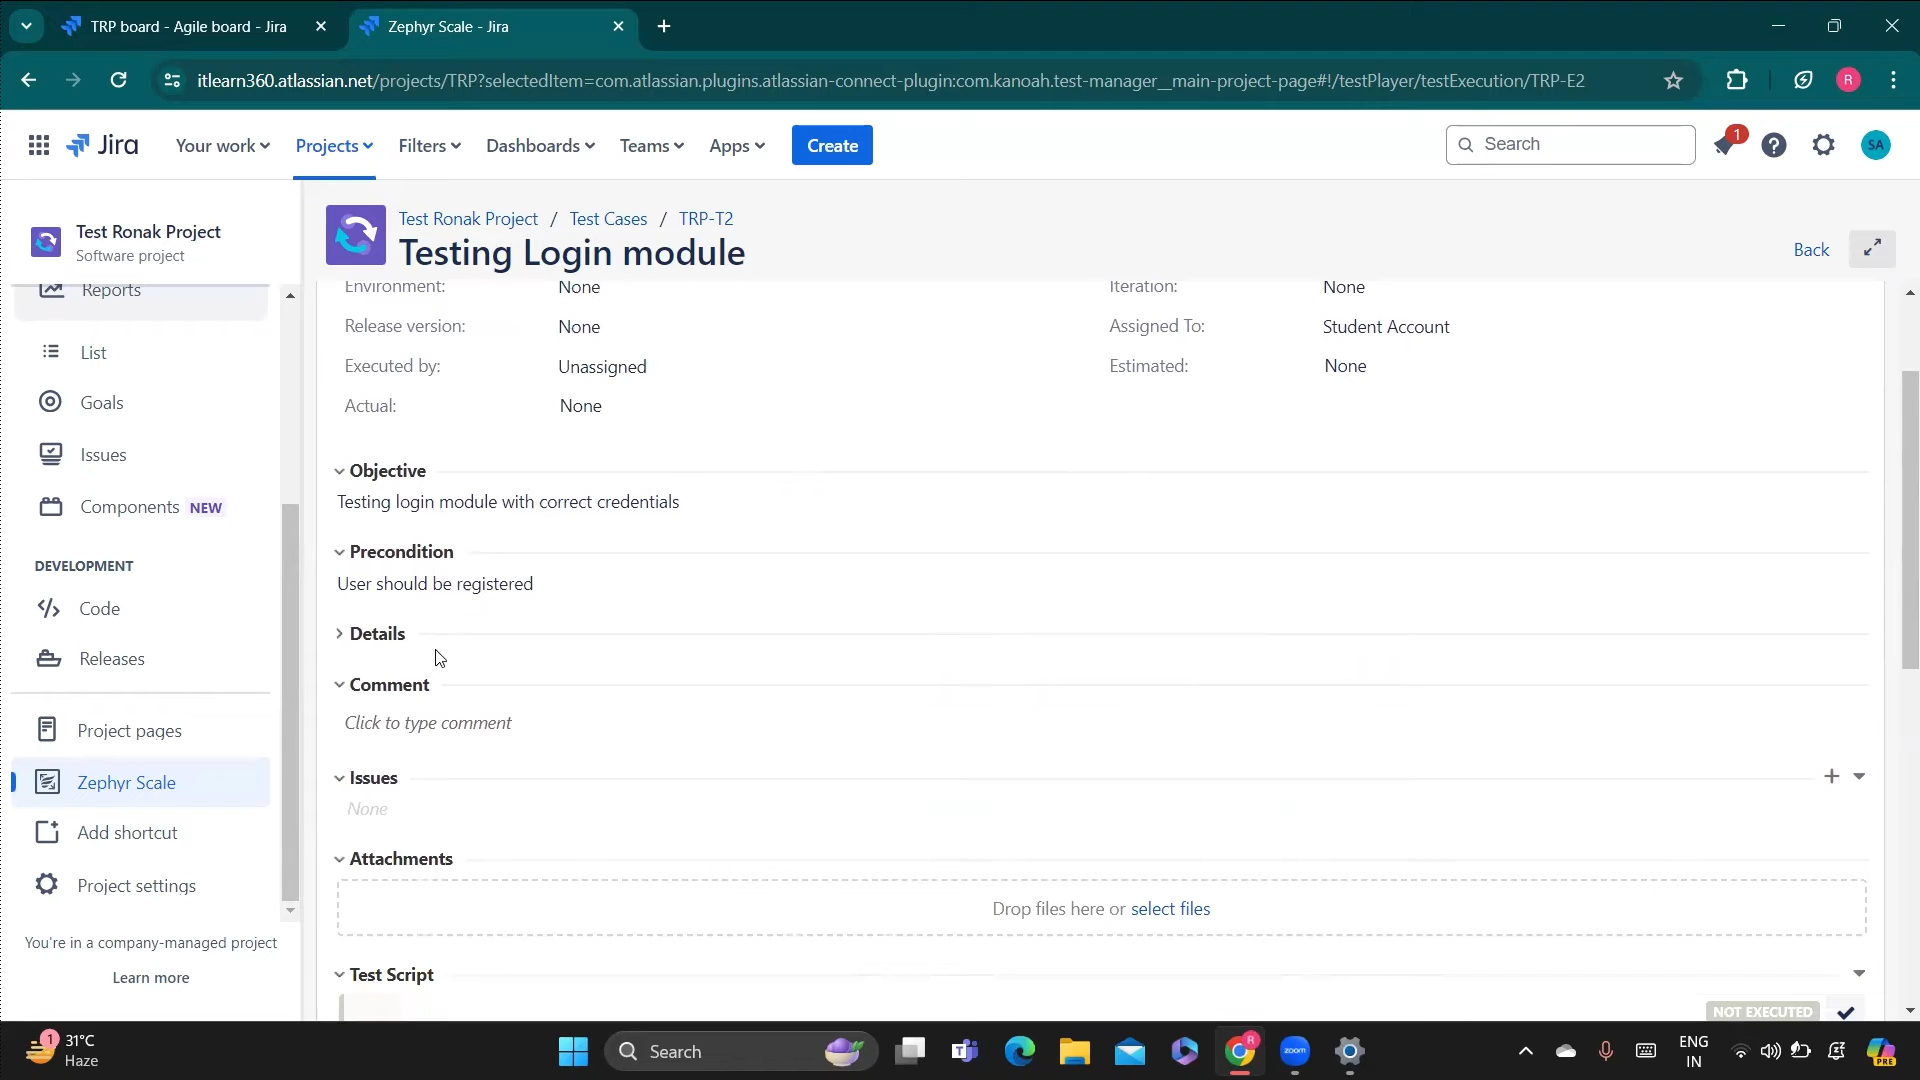 TRP board - Agile board - Jira
Zephyr Scale - Jira
itlearn360.atlassian.net/projects/TRP?selectedItem=com.atlassian.plugins.atlassian-connect-plugin:com.kanoah.test-manager__main-project-page#!/testPlayer/testExecution/TRP-E2
R
Jira
Your work
Projects
Filters
Dashboards
Teams
Apps
Create
Search
1
SA
Test Ronak Project
Software project
Reports
List
Goals
Issues
Components NEW
DEVELOPMENT
Code
Releases
Project pages
Zephyr Scale
Add shortcut
Project settings
You're in a company-managed project
Learn more
Test Ronak Project / Test Cases / TRP-T2
Testing Login module
Back
Environment: None
Iteration: None
Release version: None
Assigned To: Student Account
Executed by: Unassigned
Estimated: None
Actual: None
Objective
Testing login module with correct credentials
Precondition
User should be registered
Details
Comment
Click to type comment
Issues
None
Attachments
Drop files here or select files
Test Script
NOT EXECUTED
1
31°C
Haze
Search
R
zoom
ENG
IN
PRE